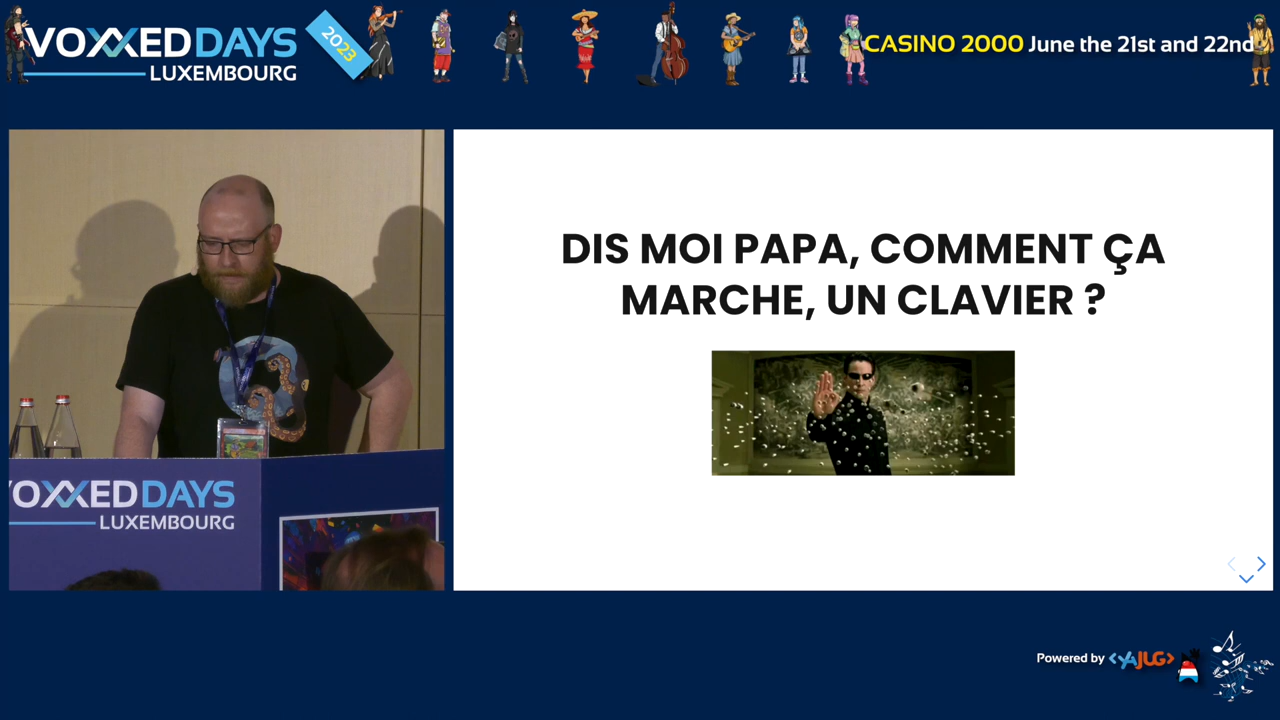 VOXXED DAYS
LUXEMBOURG
2023
CASINO 2000 June the 21st and 22nd
DIS MOI PAPA, COMMENT ÇA
MARCHE, UN CLAVIER ?
VOXXED DAYS
LUXEMBOURG
Powered by <YAJUG>